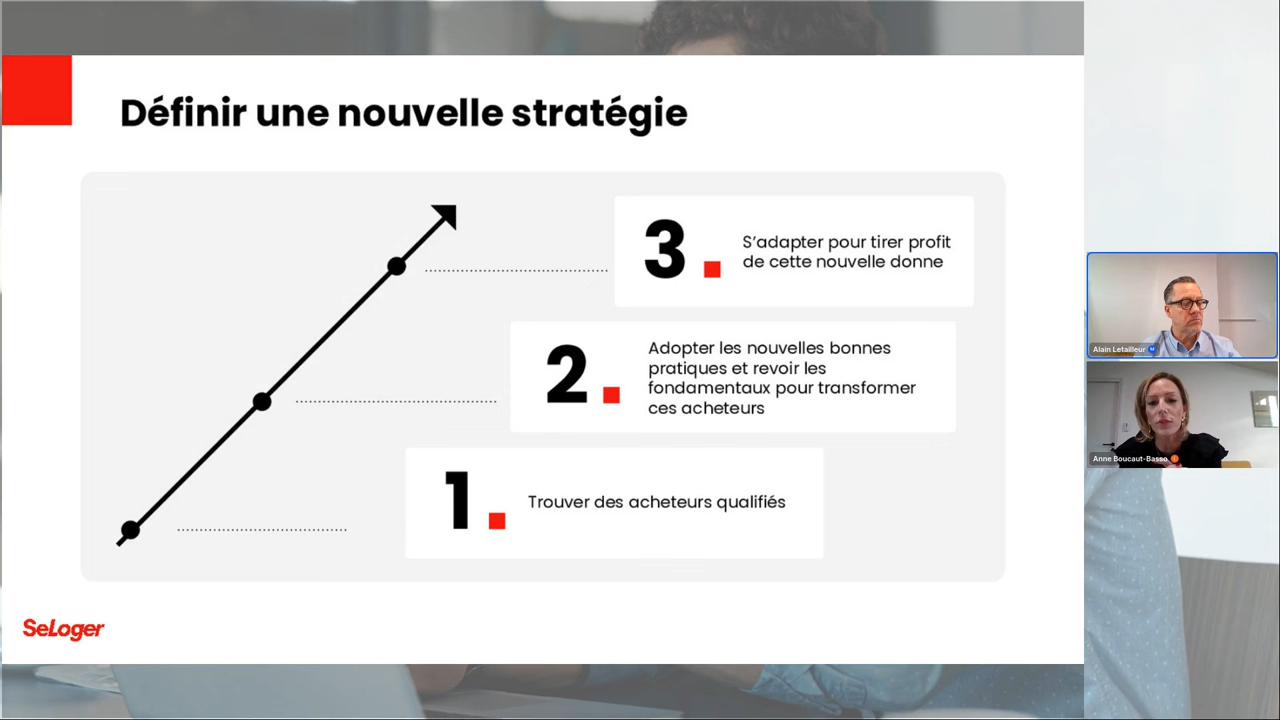 Définir une nouvelle stratégie
3.
S'adapter pour tirer profit
de cette nouvelle donne
2.
Adopter les nouvelles bonnes
pratiques et revoir les
fondamentaux pour transformer
ces acheteurs
1.
Trouver des acheteurs qualifiés
SeLoger
Alain Letailleur
Anne Boucaut-Basso